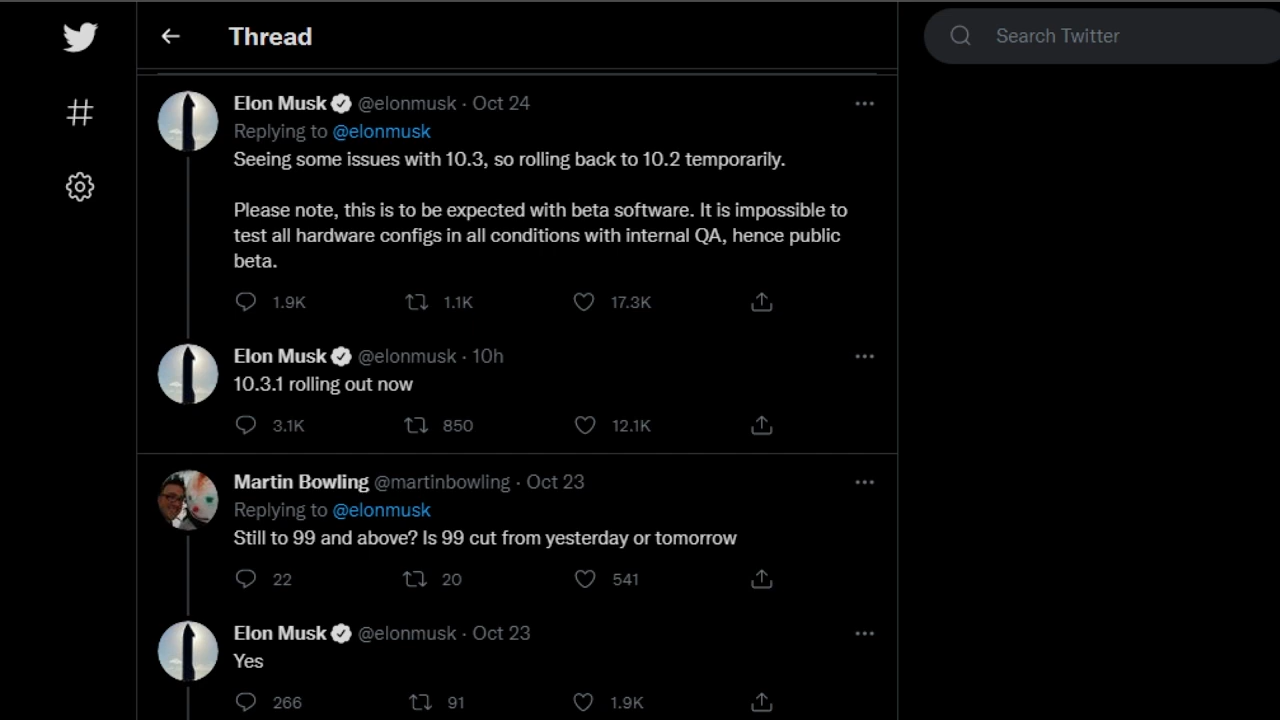 Thread
Search Twitter
Elon Musk @elonmusk · Oct 24
Replying to @elonmusk
Seeing some issues with 10.3, so rolling back to 10.2 temporarily.
Please note, this is to be expected with beta software. It is impossible to
test all hardware configs in all conditions with internal QA, hence public
beta.
1.9K 1.1K 17.3K
Elon Musk @elonmusk · 10h
10.3.1 rolling out now
3.1K 850 12.1K
Martin Bowling @martinbowling · Oct 23
Replying to @elonmusk
Still to 99 and above? Is 99 cut from yesterday or tomorrow
22 20 541
Elon Musk @elonmusk · Oct 23
Yes
266 91 1.9K